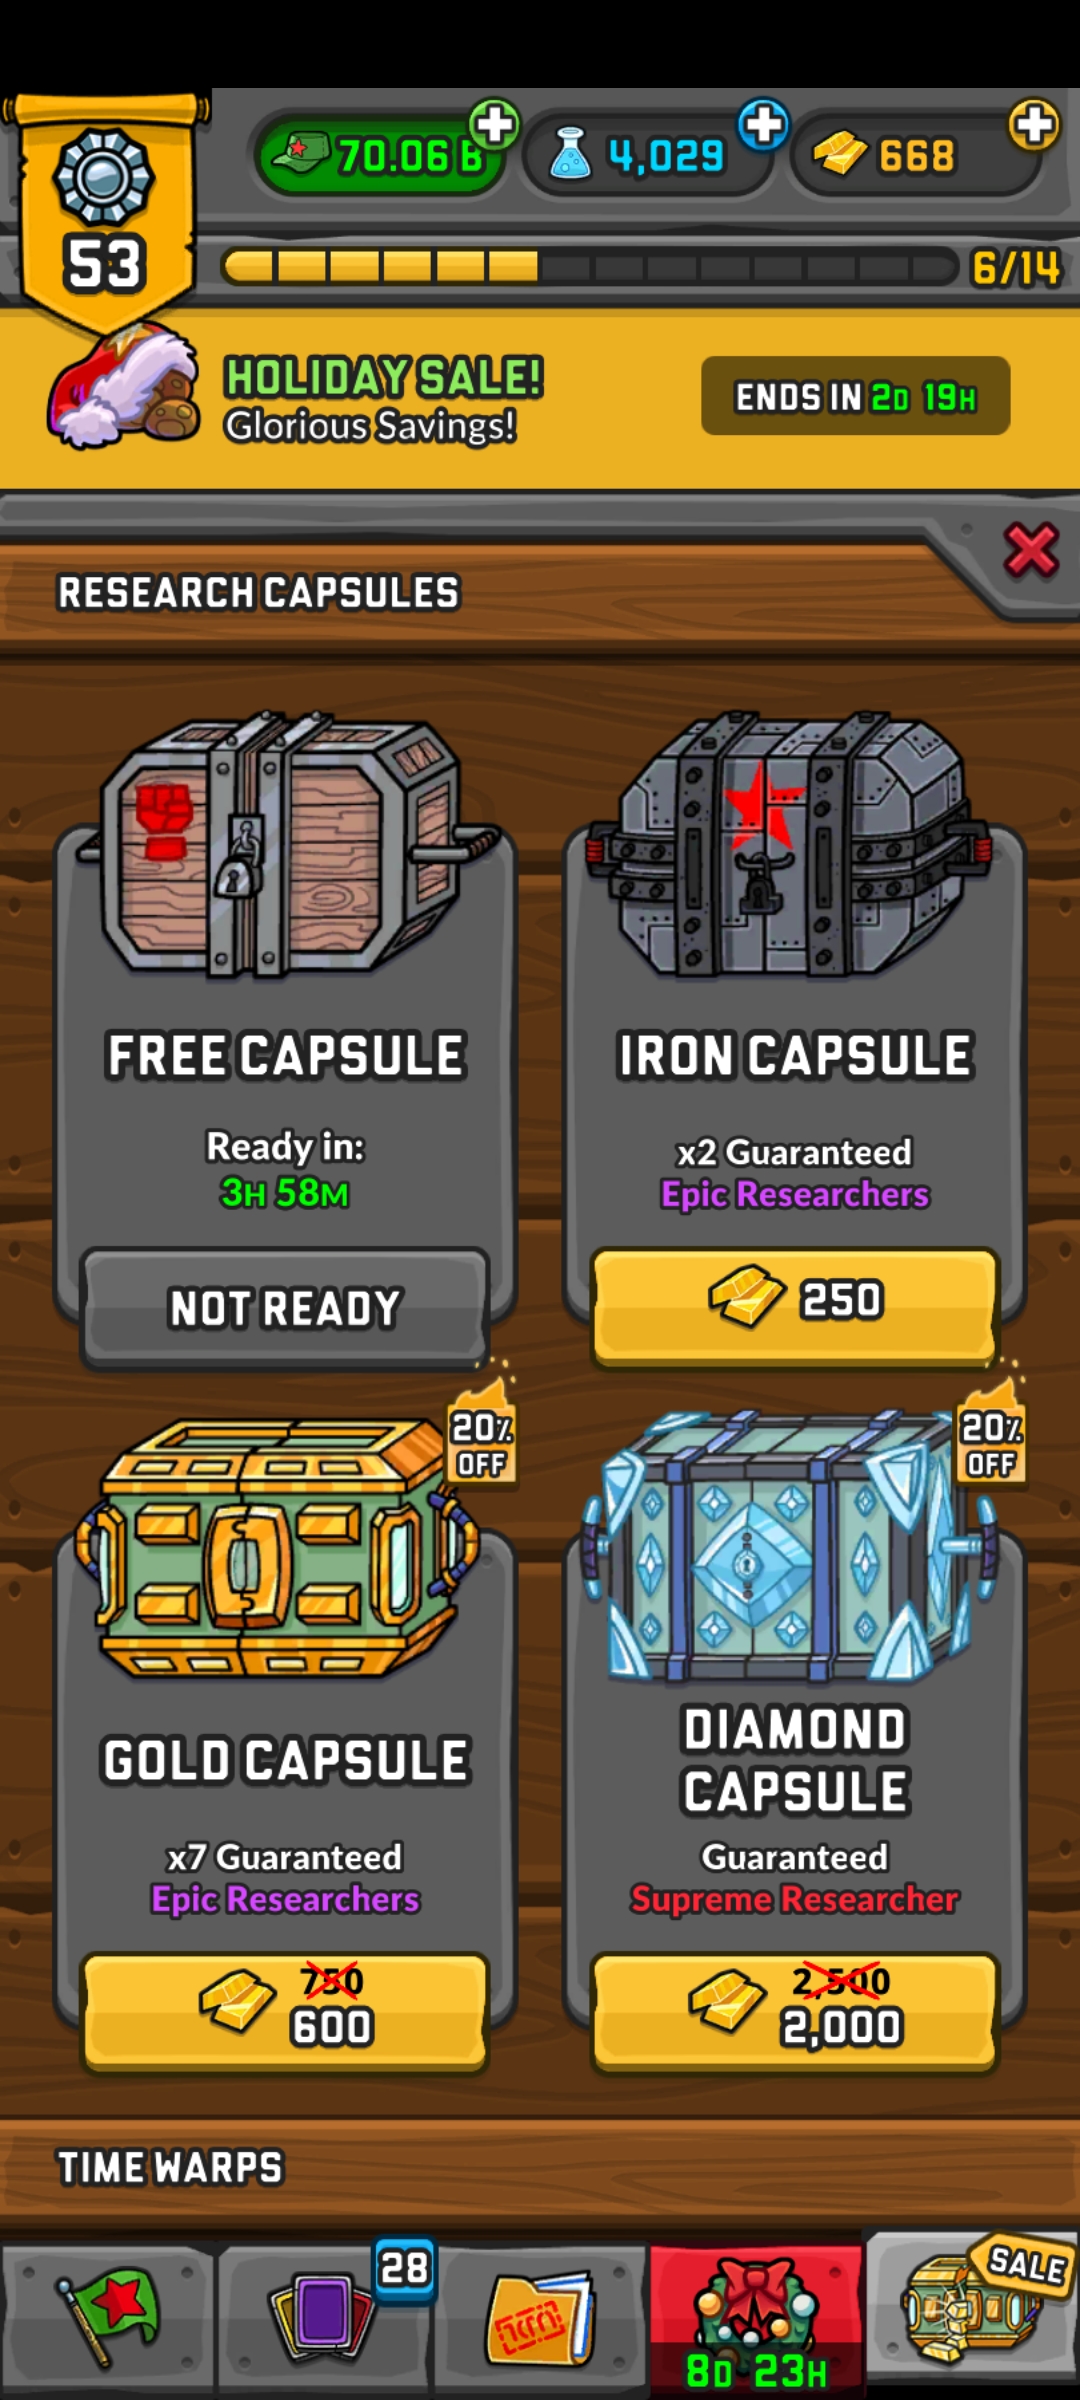 70.06 B
4,029
668
53
6/14
HOLIDAY SALE!
Glorious Savings!
ENDS IN 2D 19H
RESEARCH CAPSULES
FREE CAPSULE
Ready in:
3H 58M
NOT READY
IRON CAPSULE
x2 Guaranteed
Epic Researchers
250
20% OFF
GOLD CAPSULE
x7 Guaranteed
Epic Researchers
750
600
20% OFF
DIAMOND
CAPSULE
Guaranteed
Supreme Researcher
2,500
2,000
TIME WARPS
28
8D 23H
SALE